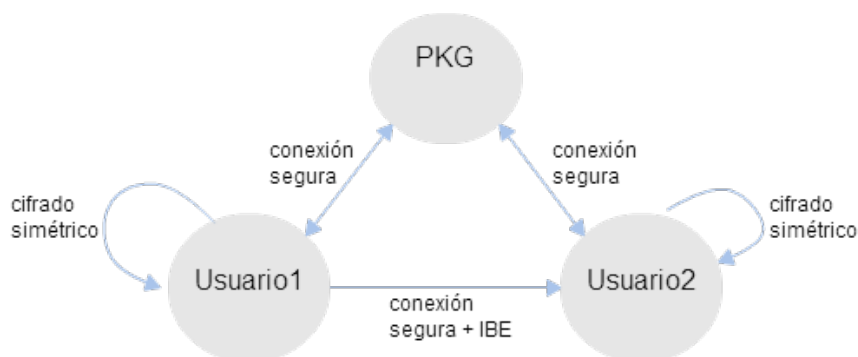 PKG
conexión
segura
conexión
segura
cifrado
simétrico
cifrado
simétrico
Usuario1
Usuario2
conexión
segura + IBE